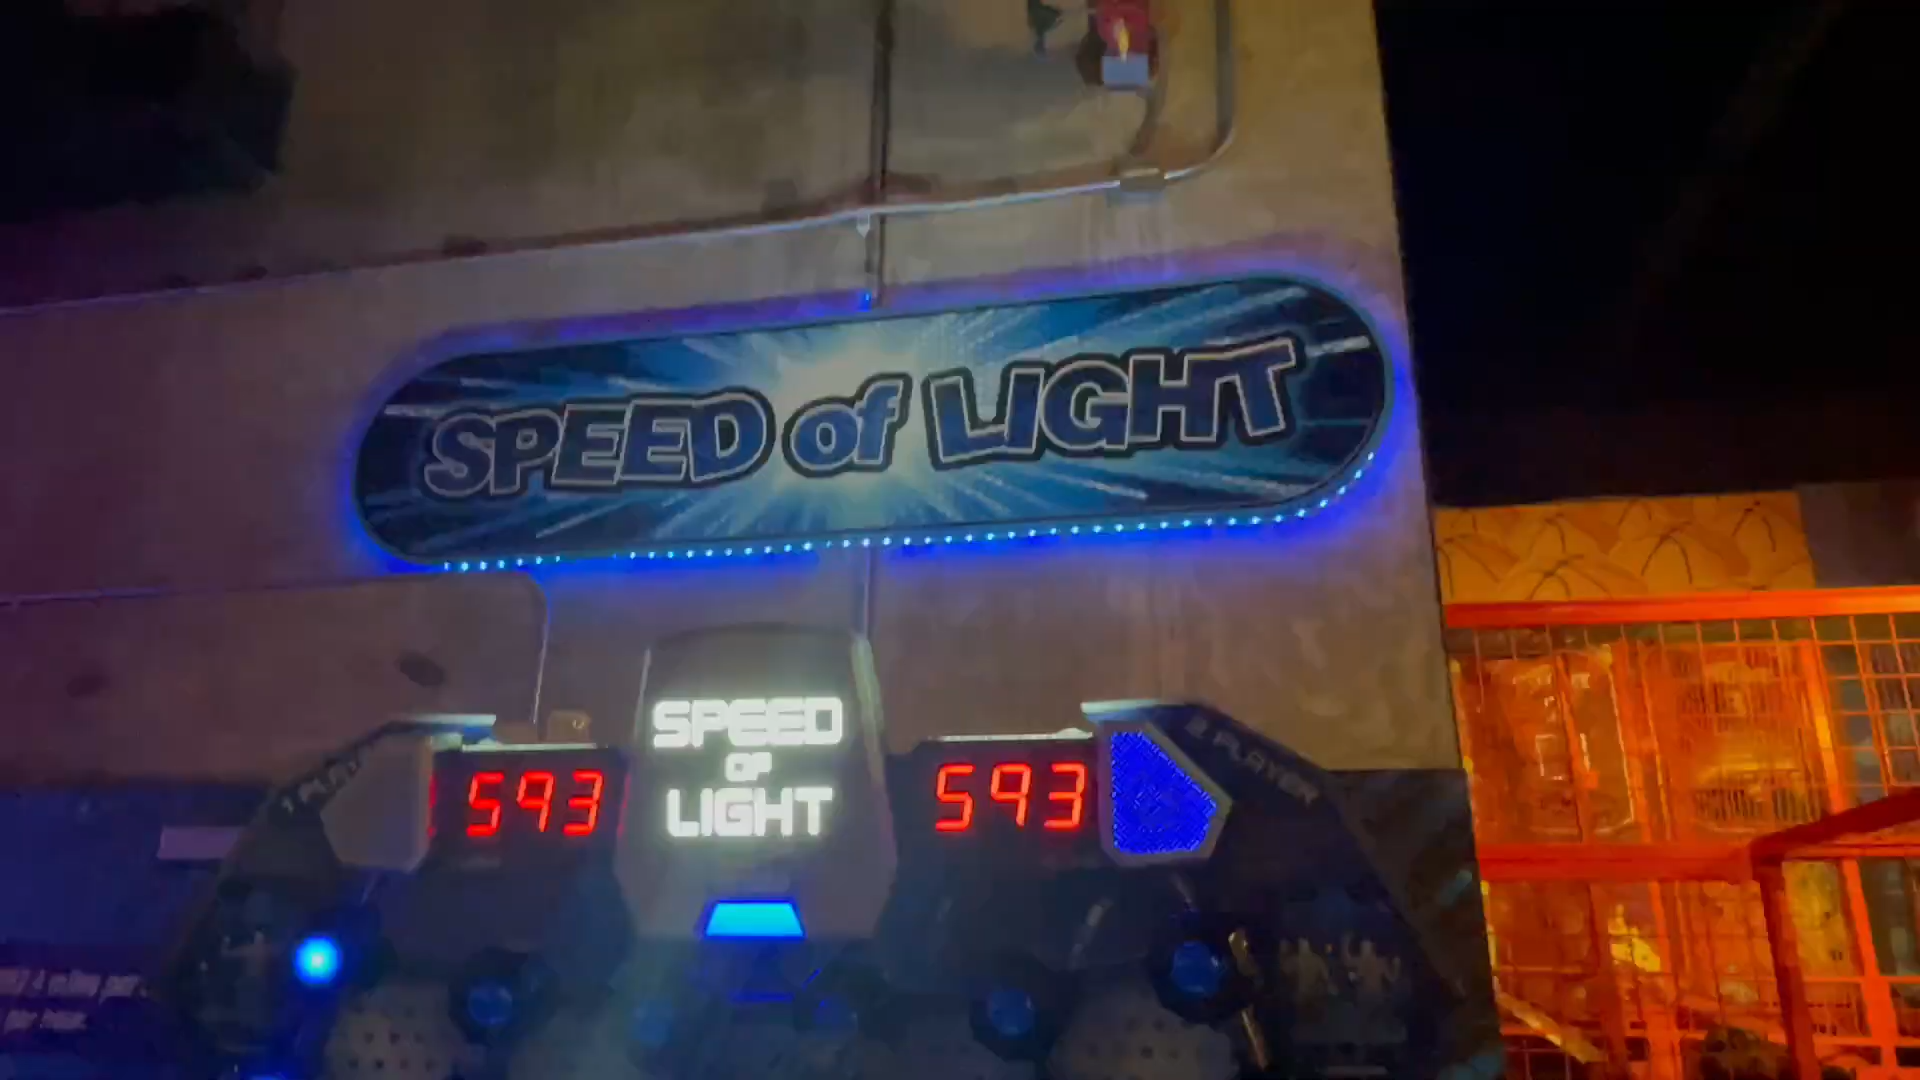 SPEED of LIGHT
SPEED
OF
LIGHT
593
593
2 PLAYER